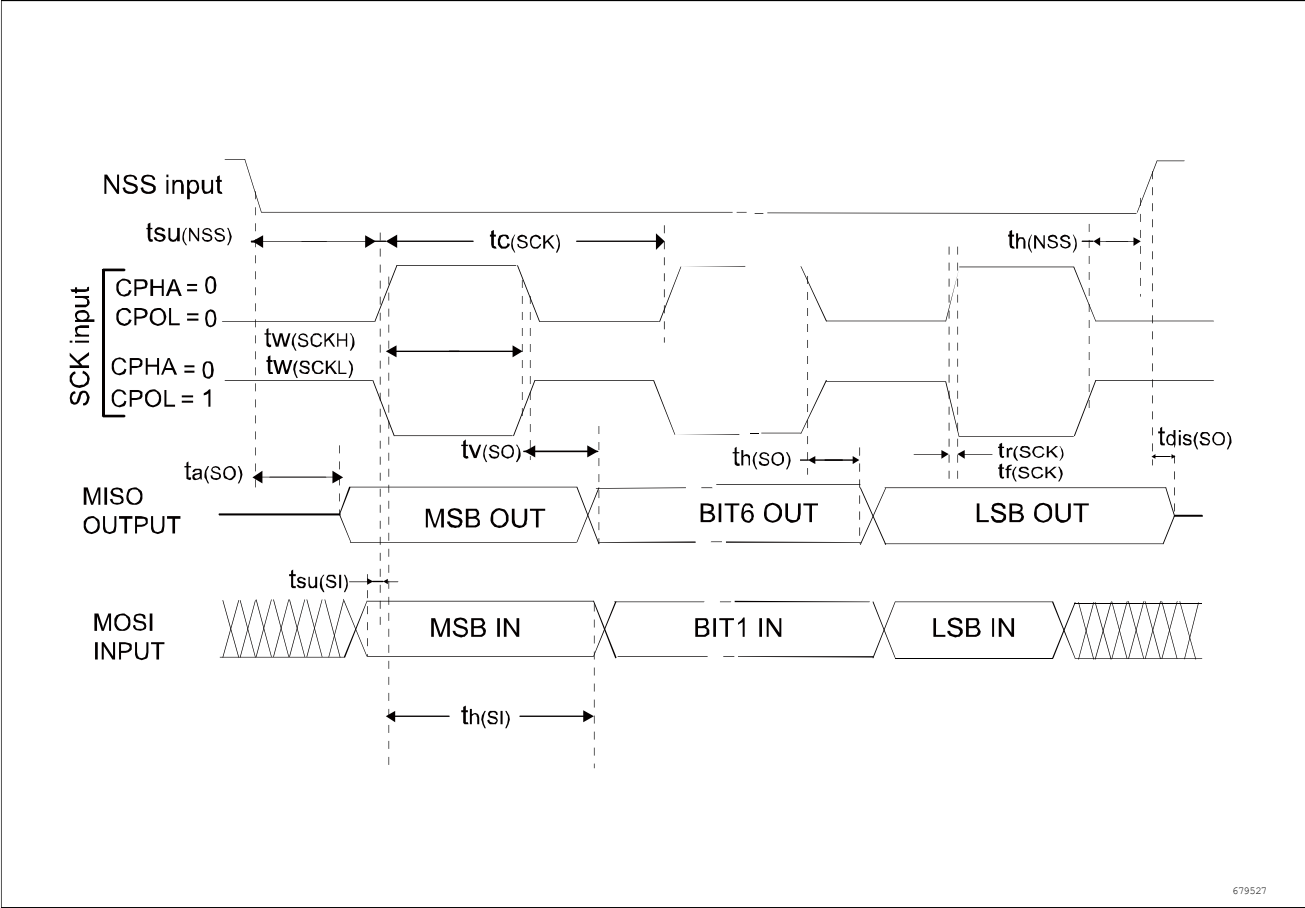 NSS input
tsu(NSS)
tc(SCK)
th(NSS)
SCK input
CPHA = 0
CPOL = 0
tw(SCKH)
tw(SCKL)
CPHA = 0
CPOL = 1
tv(SO)
th(SO)
tr(SCK)
tf(SCK)
tdis(SO)
ta(SO)
MISO
OUTPUT
MSB OUT
BIT6 OUT
LSB OUT
tsu(SI)
MOSI
INPUT
MSB IN
BIT1 IN
LSB IN
th(SI)
679527